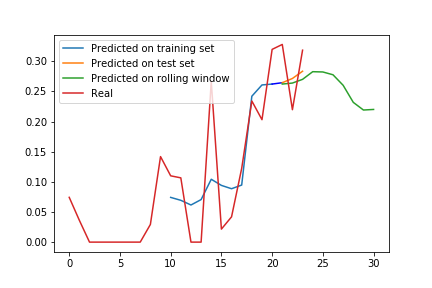 Predicted on training set
Predicted on test set
Predicted on rolling window
Real
0.30
0.25
0.20
0.15
0.10
0.05
0.00
0 5 10 15 20 25 30